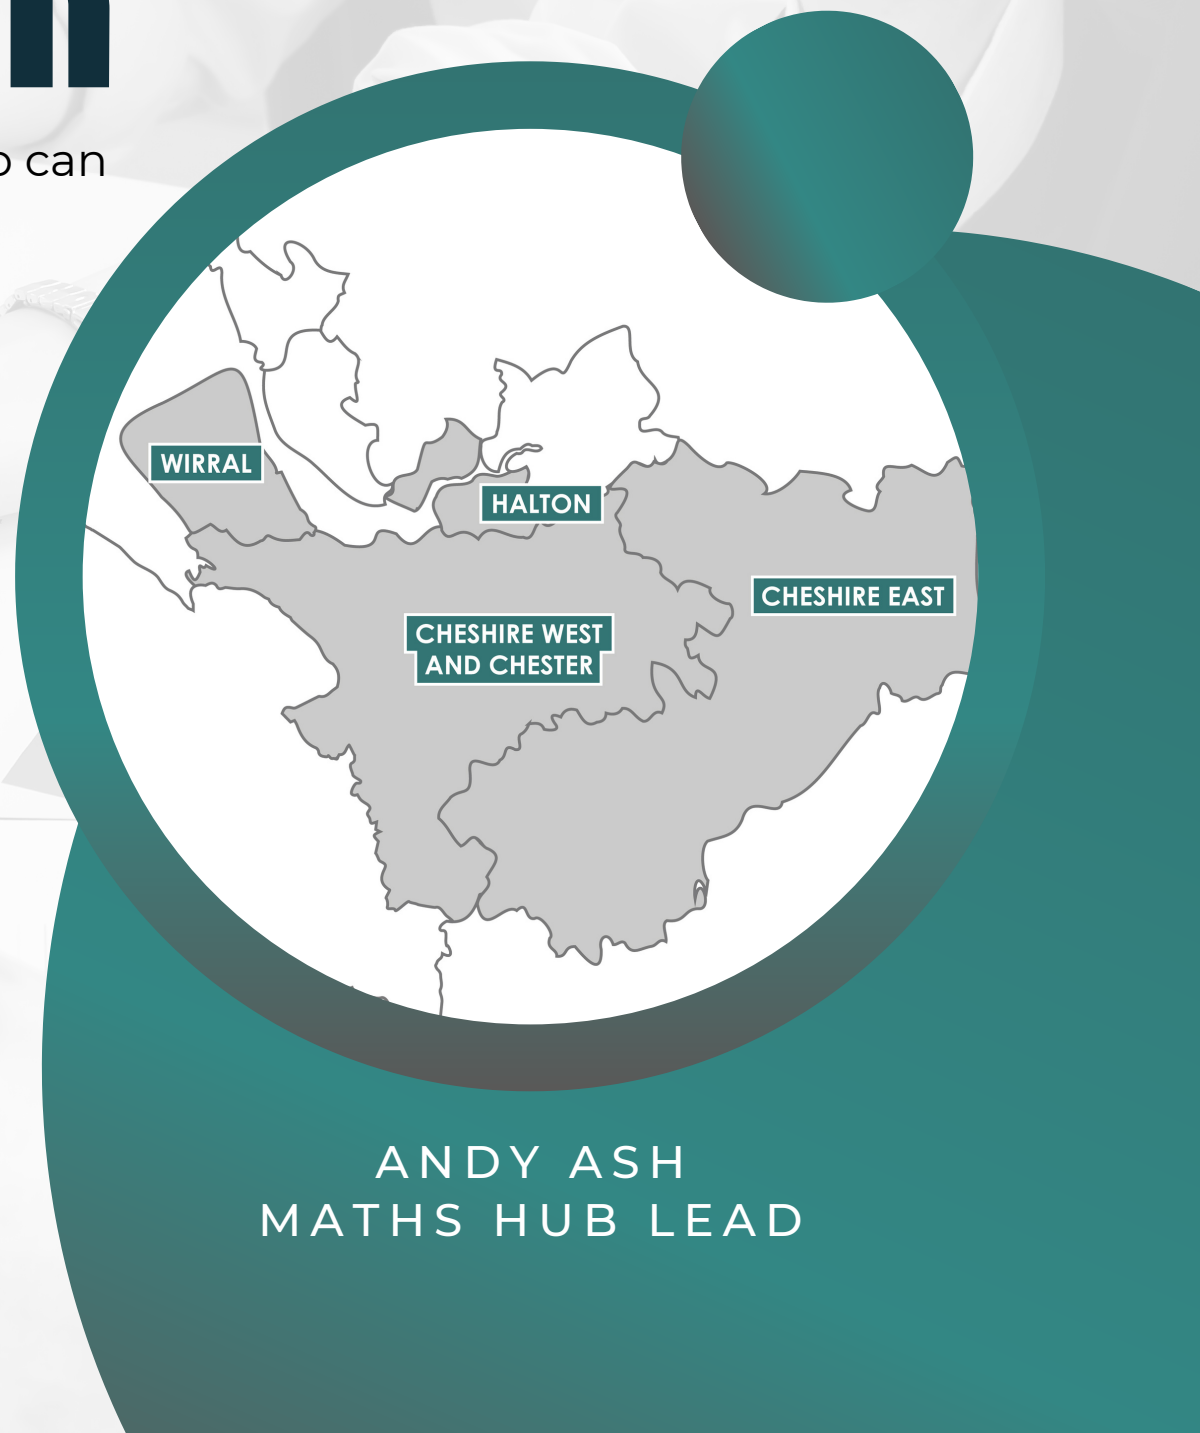 can
WIRRAL
HALTON
CHESHIRE EAST
CHESHIRE WEST
AND CHESTER
ANDY ASH
MATHS HUB LEAD